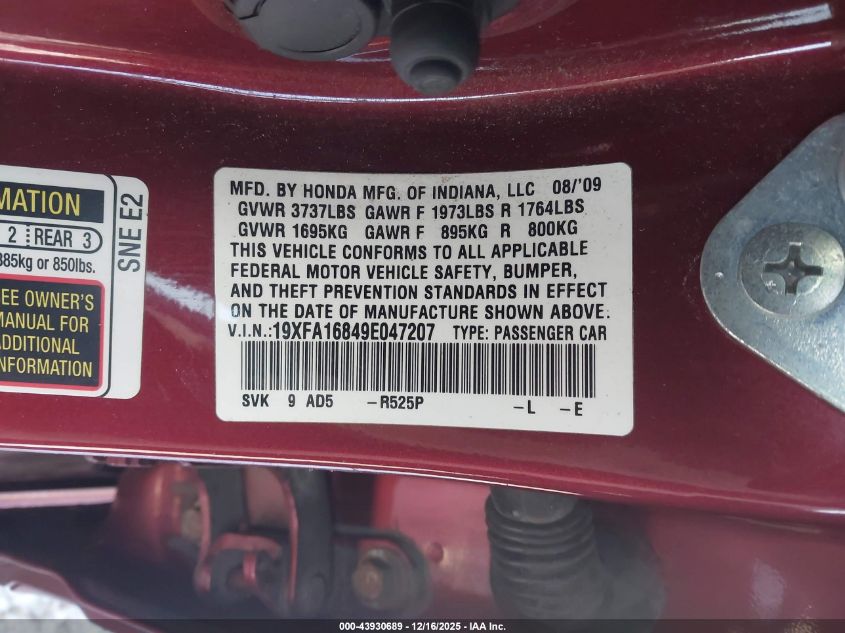 MATION
2 REAR 3
385kg or 850lbs.
SEE OWNER'S
MANUAL FOR
ADDITIONAL
INFORMATION
SNE E2
MFD. BY HONDA MFG. OF INDIANA, LLC 08/'09
GVWR 3737LBS GAWR F 1973LBS R 1764LBS
GVWR 1695KG GAWR F 895KG R 800KG
THIS VEHICLE CONFORMS TO ALL APPLICABLE
FEDERAL MOTOR VEHICLE SAFETY, BUMPER,
AND THEFT PREVENTION STANDARDS IN EFFECT
ON THE DATE OF MANUFACTURE SHOWN ABOVE.
V.I.N.:19XFA16849E047207 TYPE: PASSENGER CAR
SVK 9 AD5 -R525P -L -E
000-43930689 - 12/16/2025 - IAA Inc.